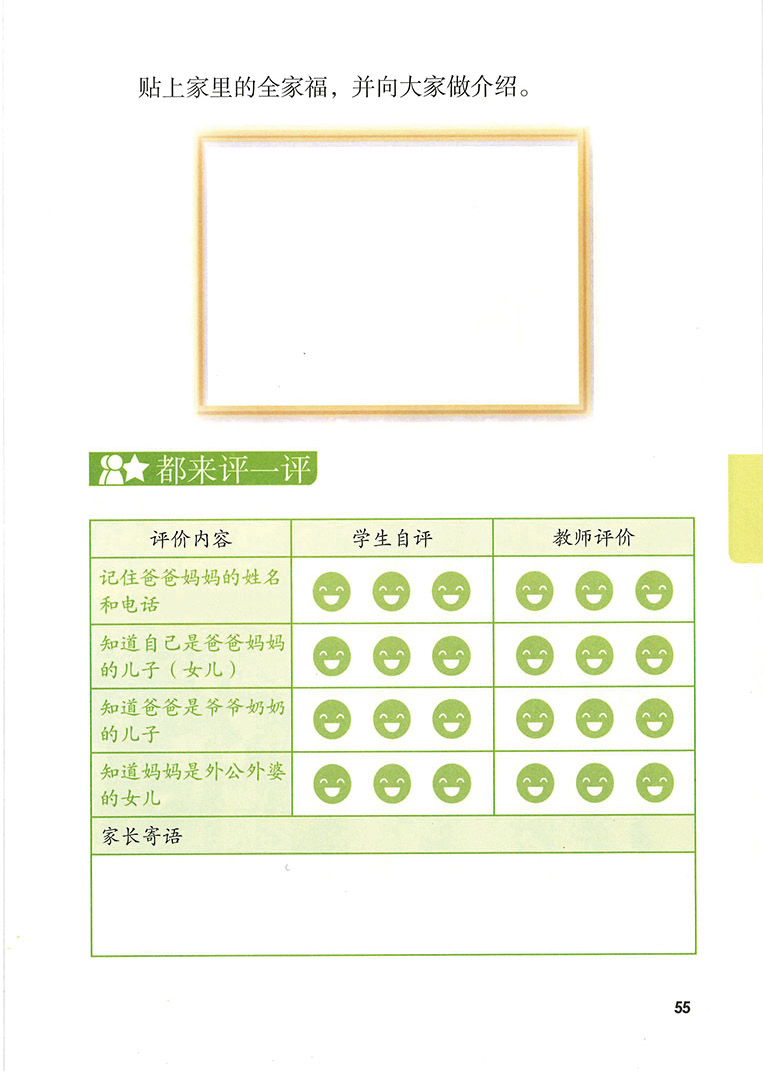 贴上家里的全家福，并向大家做介绍。
都来评一评
评价内容 学生自评 教师评价
记住爸爸妈妈的姓名
和电话
知道自己是爸爸妈妈
的儿子（女儿）
知道爸爸是爷爷奶奶
的儿子
知道妈妈是外公外婆
的女儿
家长寄语
55